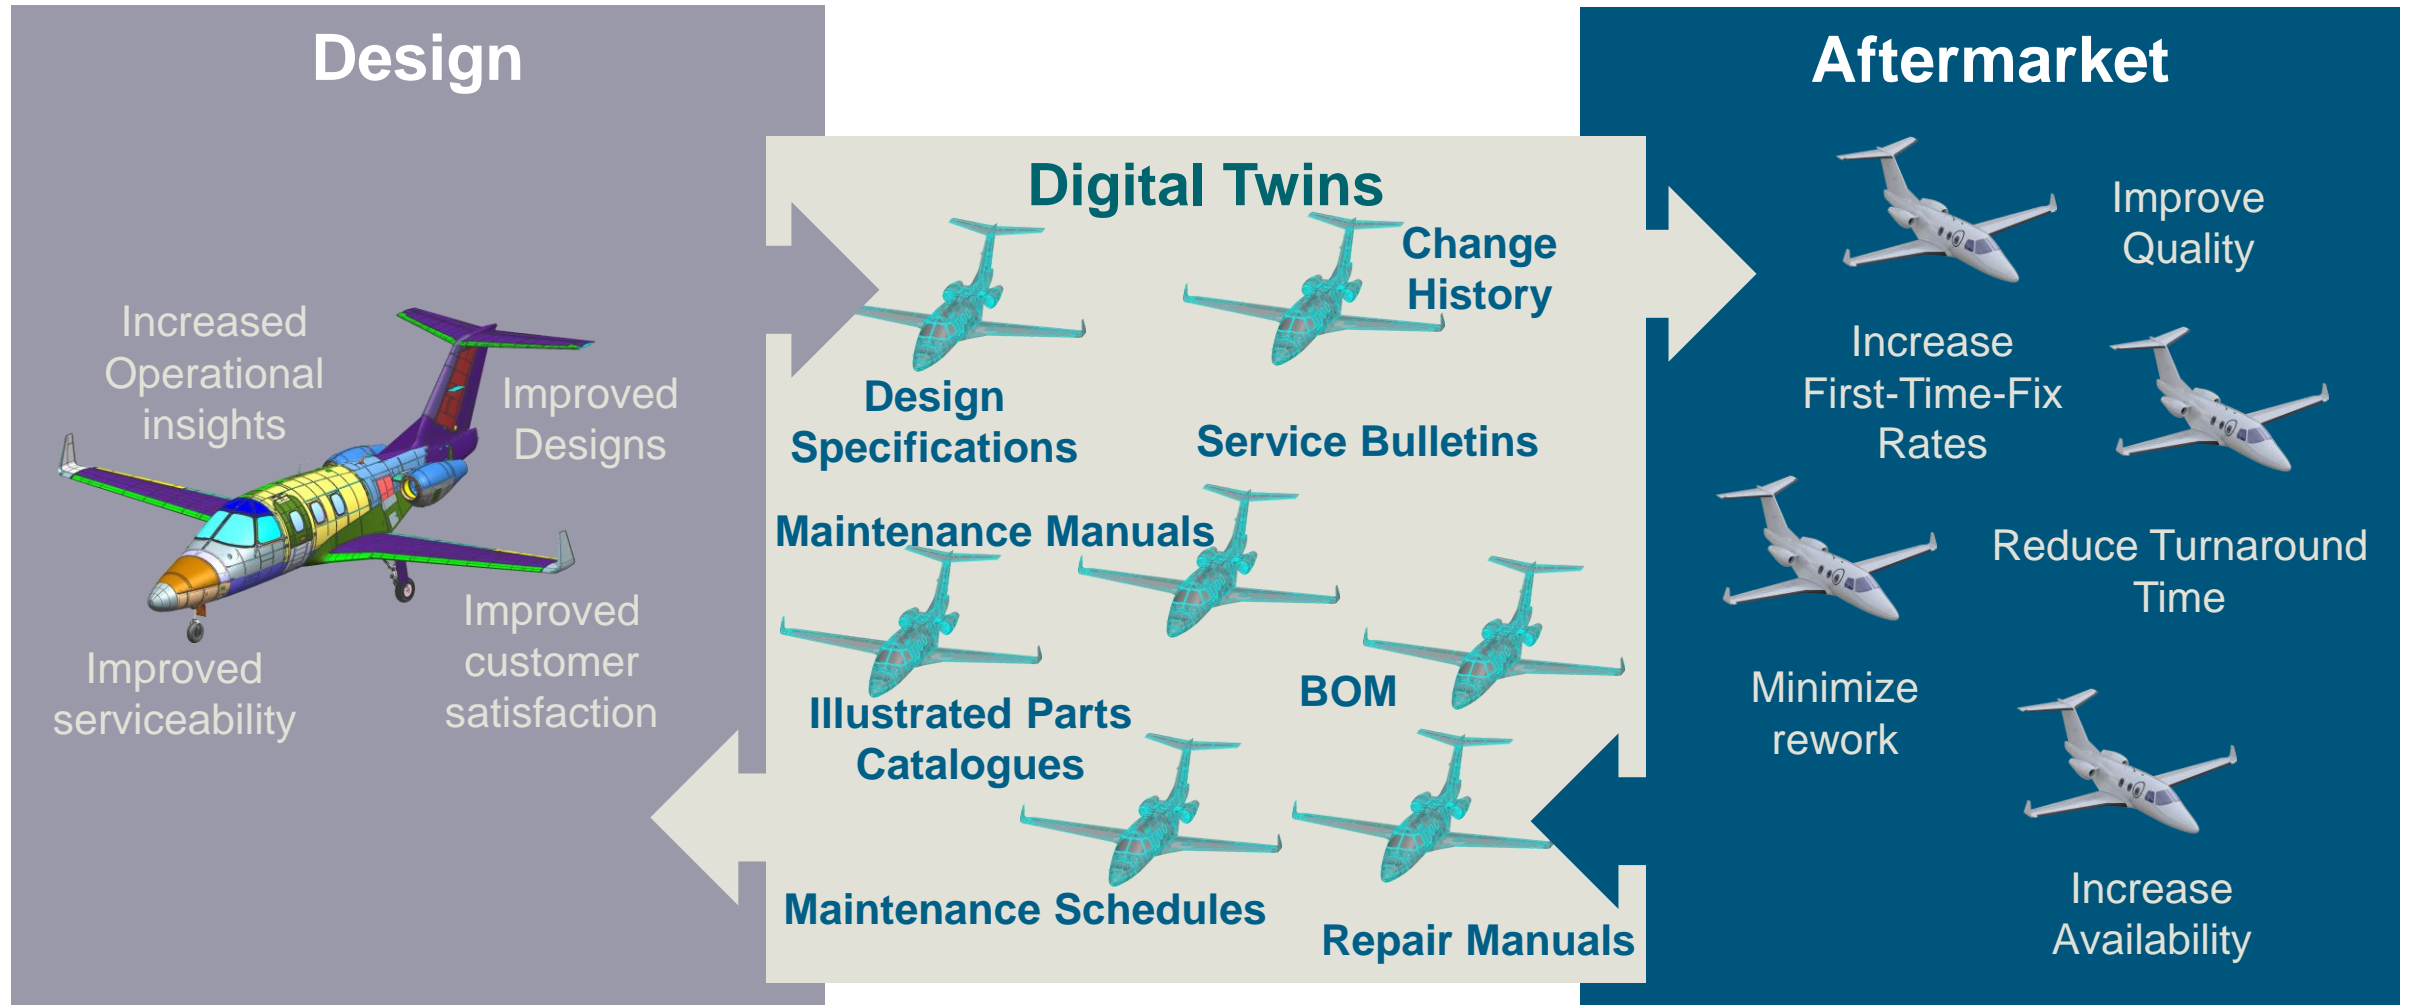 Design
Increased
Operational
insights
Improved
Designs
Improved
serviceability
Improved
customer
satisfaction
Digital Twins
Change
History
Design
Specifications
Service Bulletins
Maintenance Manuals
BOM
Illustrated Parts
Catalogues
Maintenance Schedules
Repair Manuals
Aftermarket
Improve
Quality
Increase
First-Time-Fix
Rates
Reduce Turnaround
Time
Minimize
rework
Increase
Availability